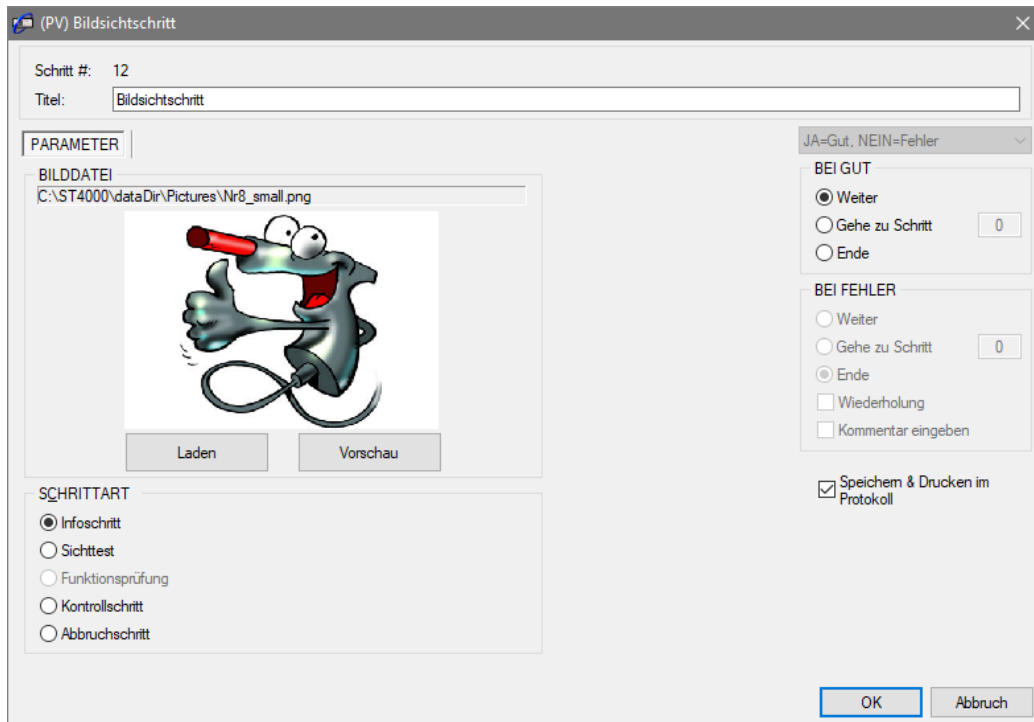 (PV) Bildsichtschritt
Schritt #: 12
Titel: Bildsichtschritt
PARAMETER
BILDDATEI
C:\ST4000\dataDir\Pictures\Nr8_small.png
Laden Vorschau
SCHRITTART
Infoschritt
Sichttest
Funktionsprüfung
Kontrollschritt
Abbruchschritt
JA=Gut, NEIN=Fehler
BEI GUT
Weiter
Gehe zu Schritt 0
Ende
BEI FEHLER
Weiter
Gehe zu Schritt 0
Ende
Wiederholung
Kommentar eingeben
Speichern & Drucken im
Protokoll
OK Abbruch